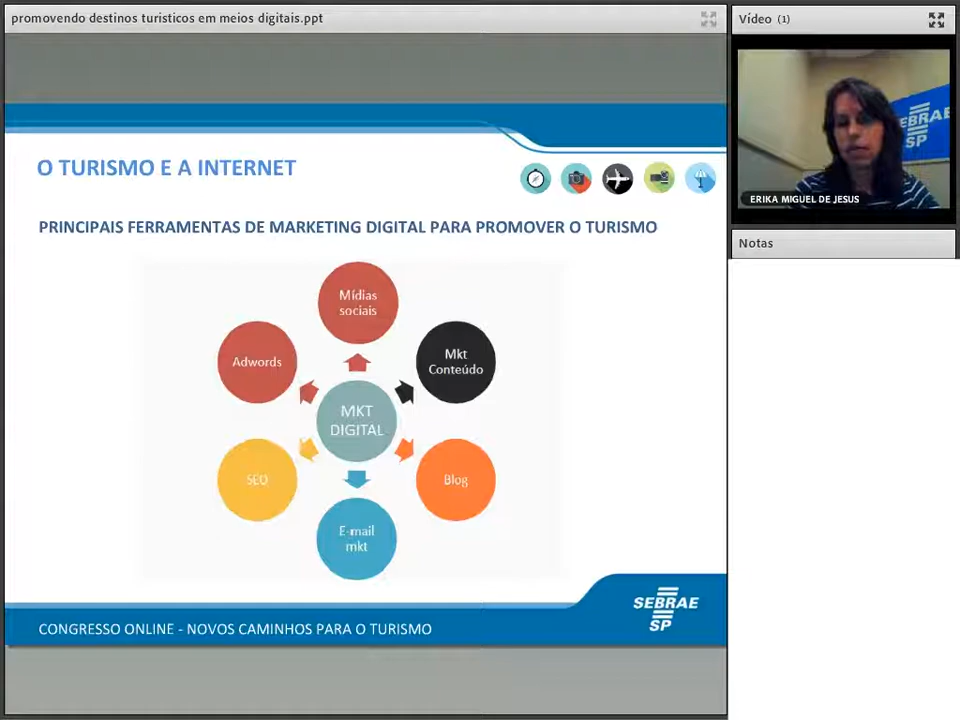 promovendo destinos turisticos em meios digitais.ppt
Vídeo (1)
SEBRAE
SP
ERIKA MIGUEL DE JESUS
Notas
O TURISMO E A INTERNET
PRINCIPAIS FERRAMENTAS DE MARKETING DIGITAL PARA PROMOVER O TURISMO
Mídias
sociais
Adwords
Mkt
Conteúdo
MKT
DIGITAL
SEO
Blog
E-mail
mkt
SEBRAE
SP
CONGRESSO ONLINE - NOVOS CAMINHOS PARA O TURISMO